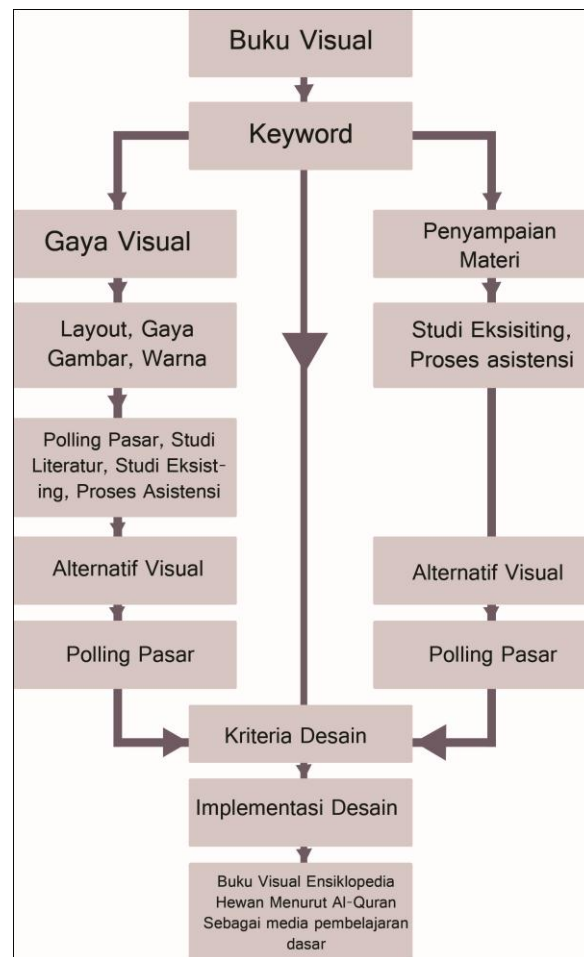 Buku Visual
Keyword
Gaya Visual
Layout, Gaya
Gambar, Warna
Polling Pasar, Studi
Literatur, Studi Eksist-
ing, Proses Asistensi
Alternatif Visual
Polling Pasar
Penyampaian
Materi
Studi Eksisiting,
Proses asistensi
Alternatif Visual
Polling Pasar
Kriteria Desain
Implementasi Desain
Buku Visual Ensiklopedia
Hewan Menurut Al-Quran
Sebagai media pembelajaran
dasar